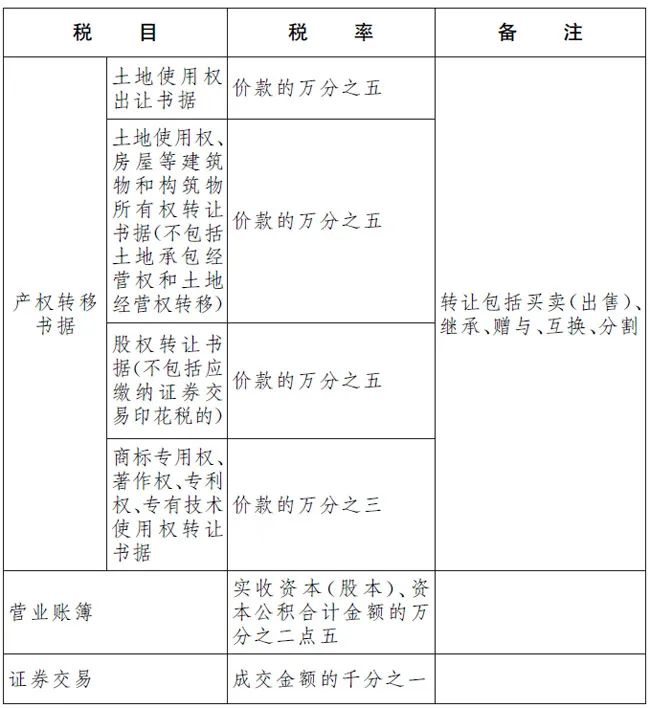 税 目
税 率
备 注
产权转移
书据
土地使用权
出让书据
价款的万分之五
土地使用权、
房屋等建筑
物和构筑物
所有权转让
书据(不包括
土地承包经
营权和土地
经营权转移)
价款的万分之五
股权转让书
据(不包括应
缴纳证券交
易印花税的)
价款的万分之五
商标专用权、
著作权、专利
权、专有技术
使用权转让
书据
价款的万分之三
转让包括买卖(出售)、
继承、赠与、互换、分割
营业账簿
实收资本(股本)、资
本公积合计金额的万
分之二点五
证券交易
成交金额的千分之一